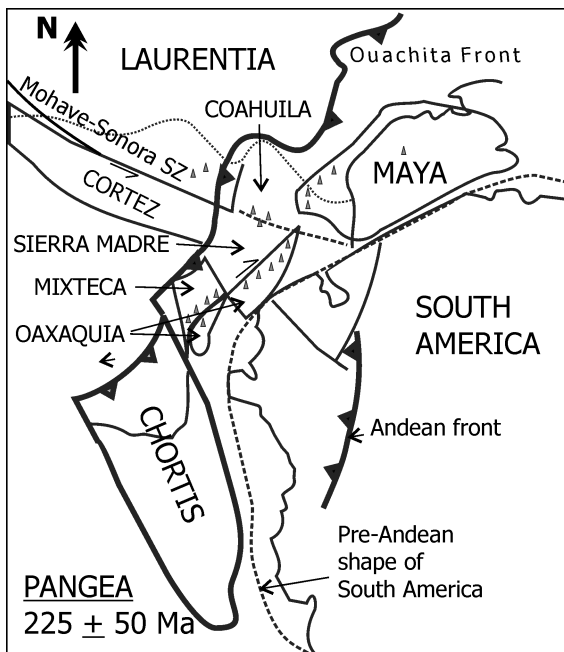 N
LAURENTIA
Ouachita Front
Mohave-Sonora SZ
COAHUILA
MAYA
CORTEZ
SIERRA MADRE
MIXTECA
OAXAQUIA
SOUTH
AMERICA
CHORTIS
Andean front
Pre-Andean
shape of
South America
PANGEA
225 ± 50 Ma